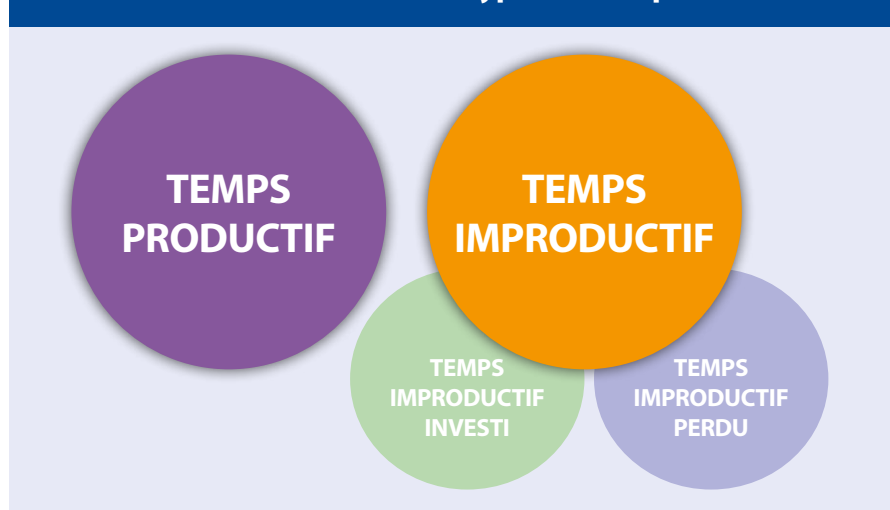 TEMPS
PRODUCTIF
TEMPS
IMPRODUCTIF
TEMPS
IMPRODUCTIF
INVESTI
TEMPS
IMPRODUCTIF
PERDU